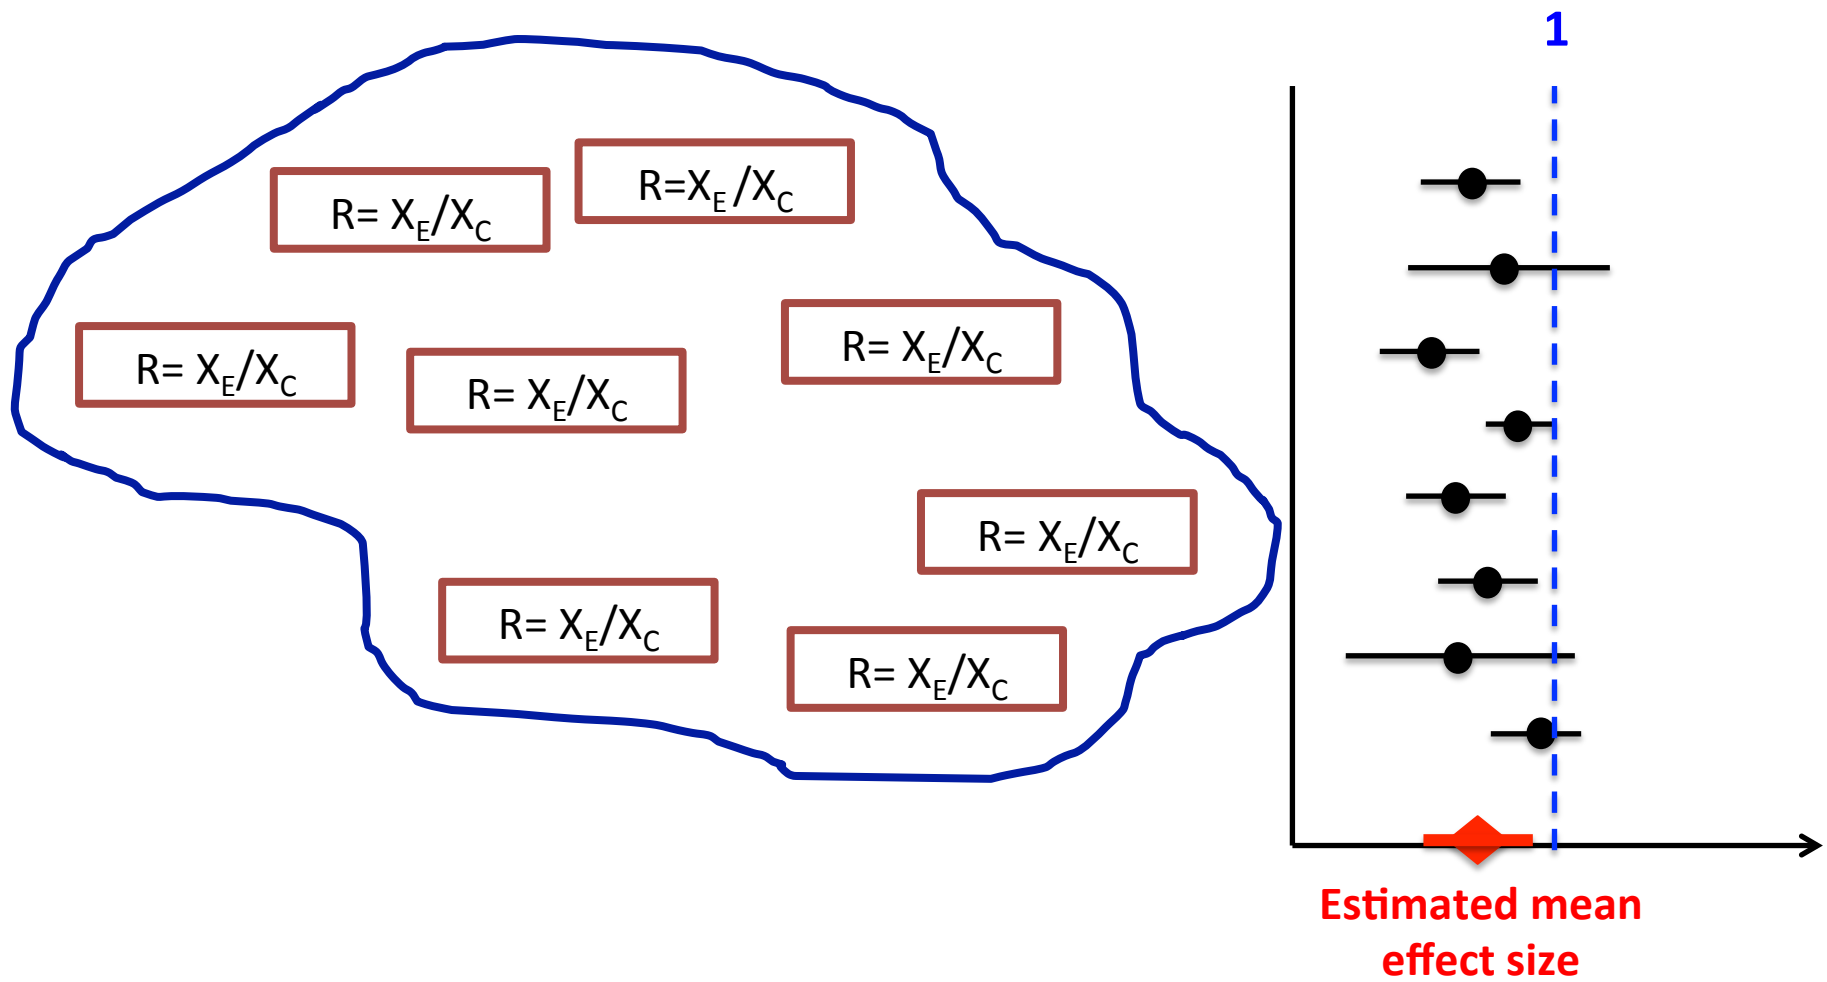 1
R=X_E/X_C
R= X_E/X_C
R= X_E/X_C
R= X_E/X_C
R= X_E/X_C
R= X_E/X_C
R= X_E/X_C
R= X_E/X_C
Estimated mean
effect size